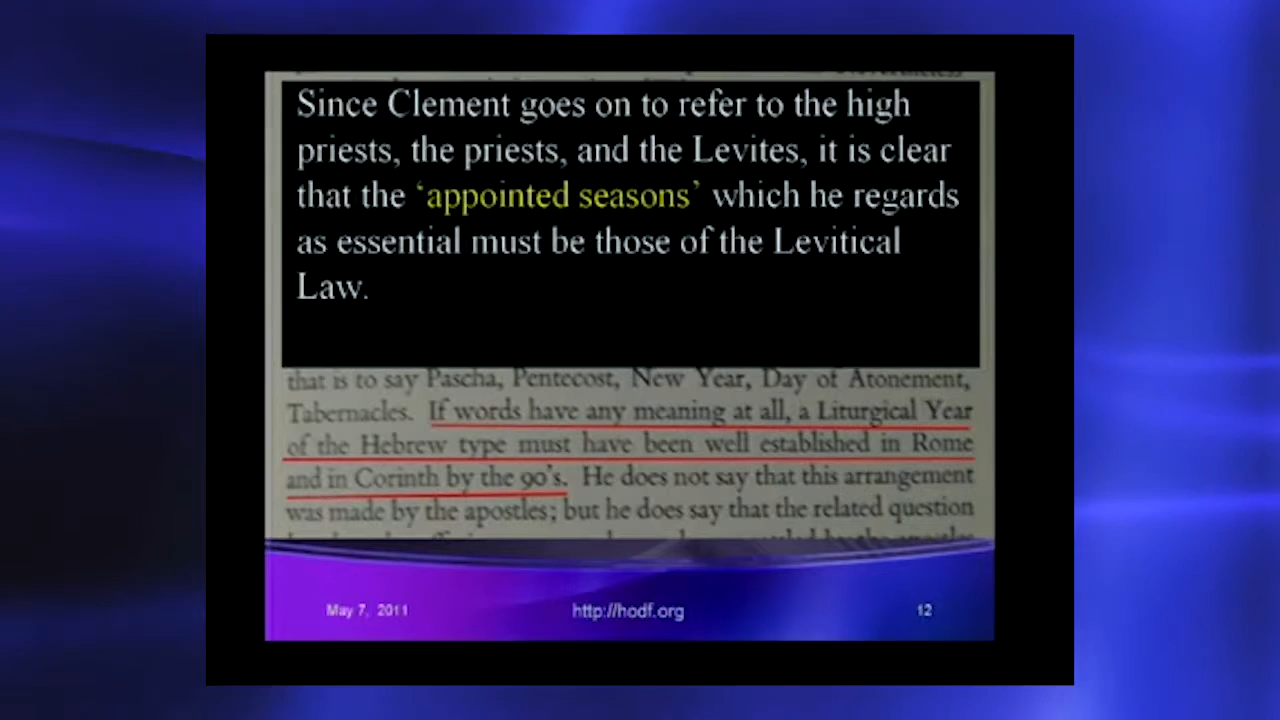 Since Clement goes on to refer to the high
priests, the priests, and the Levites, it is clear
that the ‘appointed seasons’ which he regards
as essential must be those of the Levitical
Law.
that is to say Pascha, Pentecost, New Year, Day of Atonement,
Tabernacles. If words have any meaning at all, a Liturgical Year
of the Hebrew type must have been well established in Rome
and in Corinth by the 90's. He does not say that this arrangement
was made by the apostles; but he does say that the related question
May 7, 2011
http://hodf.org
12